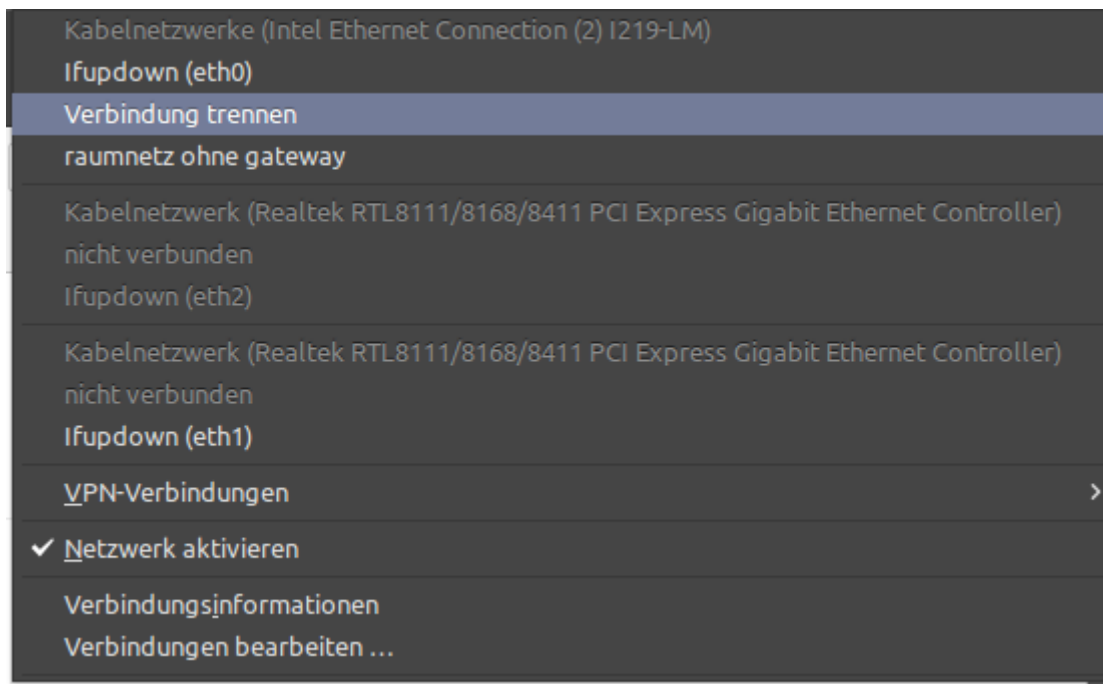 Kabelnetzwerke (Intel Ethernet Connection (2) I219-LM)
Ifupdown (eth0)
Verbindung trennen
raumnetz ohne gateway
Kabelnetzwerk (Realtek RTL8111/8168/8411 PCI Express Gigabit Ethernet Controller)
nicht verbunden
Ifupdown (eth2)
Kabelnetzwerk (Realtek RTL8111/8168/8411 PCI Express Gigabit Ethernet Controller)
nicht verbunden
Ifupdown (eth1)
VPN-Verbindungen
Netzwerk aktivieren
Verbindungsinformationen
Verbindungen bearbeiten ...